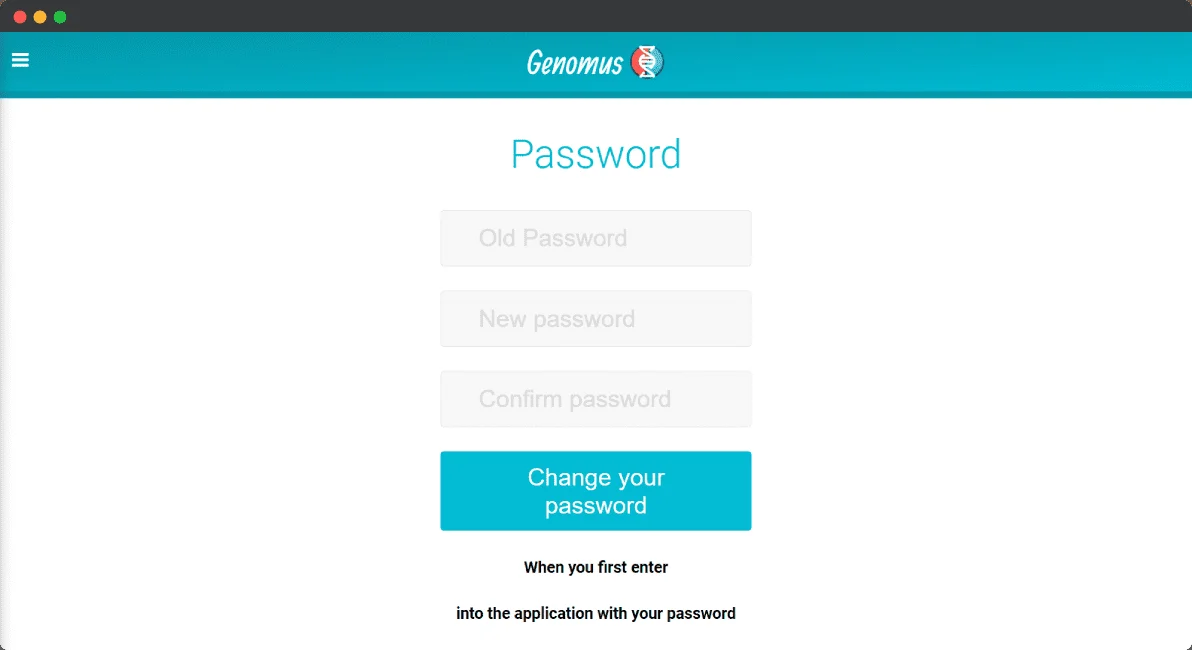 Genomus
Password
Old Password
New password
Confirm password
Change your
password
When you first enter
into the application with your password